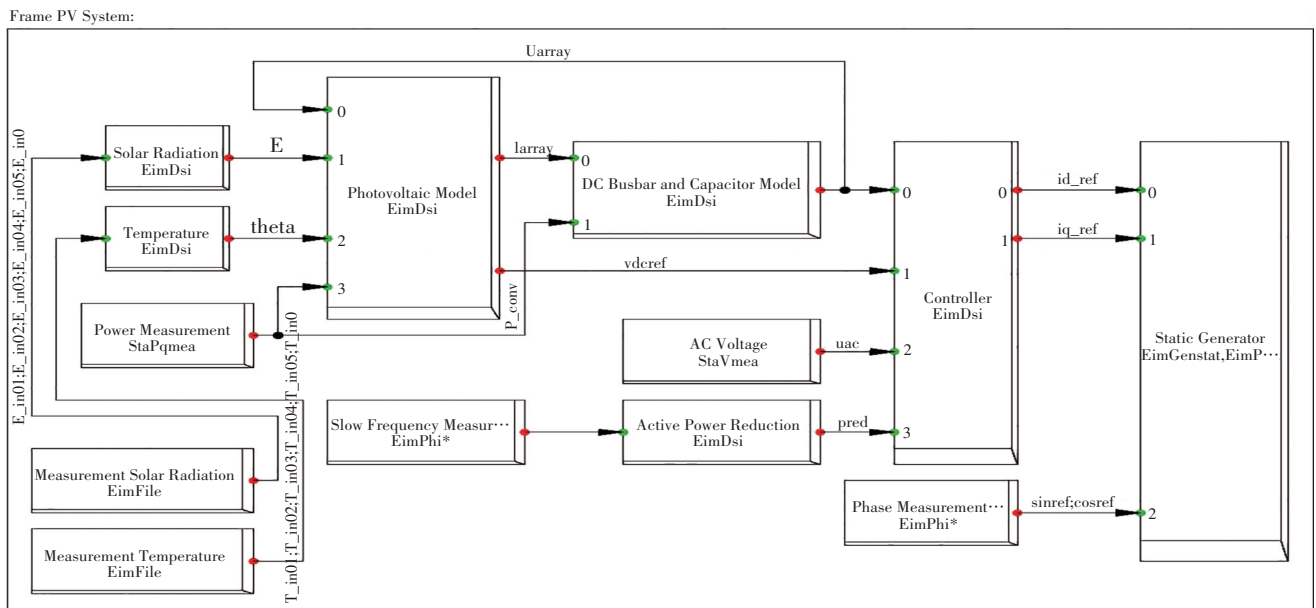 Frame PV System:
Uarray
0
Solar Radiation
EimDsi
E
1
Photovoltaic Model
EimDsi
Temperature
EimDsi
theta
2
3
Power Measurement
StaPqmea
larray
0
DC Busbar and Capacitor Model
EimDsi
1
vdcref
P_conv
AC Voltage
StaVmea
uac
Slow Frequency Measur···
EimPhi*
Active Power Reduction
EimDsi
pred
0
1
2
3
Controller
EimDsi
0
1
id_ref
iq_ref
0
1
Static Generator
EimGenstat,EimP···
2
Phase Measurement···
EimPhi*
sinref;cosref
Measurement Solar Radiation
EimFile
Measurement Temperature
EimFile
E_in01;E_in02;E_in03;E_in04;E_in05;E_in0
T_in01;T_in02;T_in03;T_in04;T_in05;T_in0